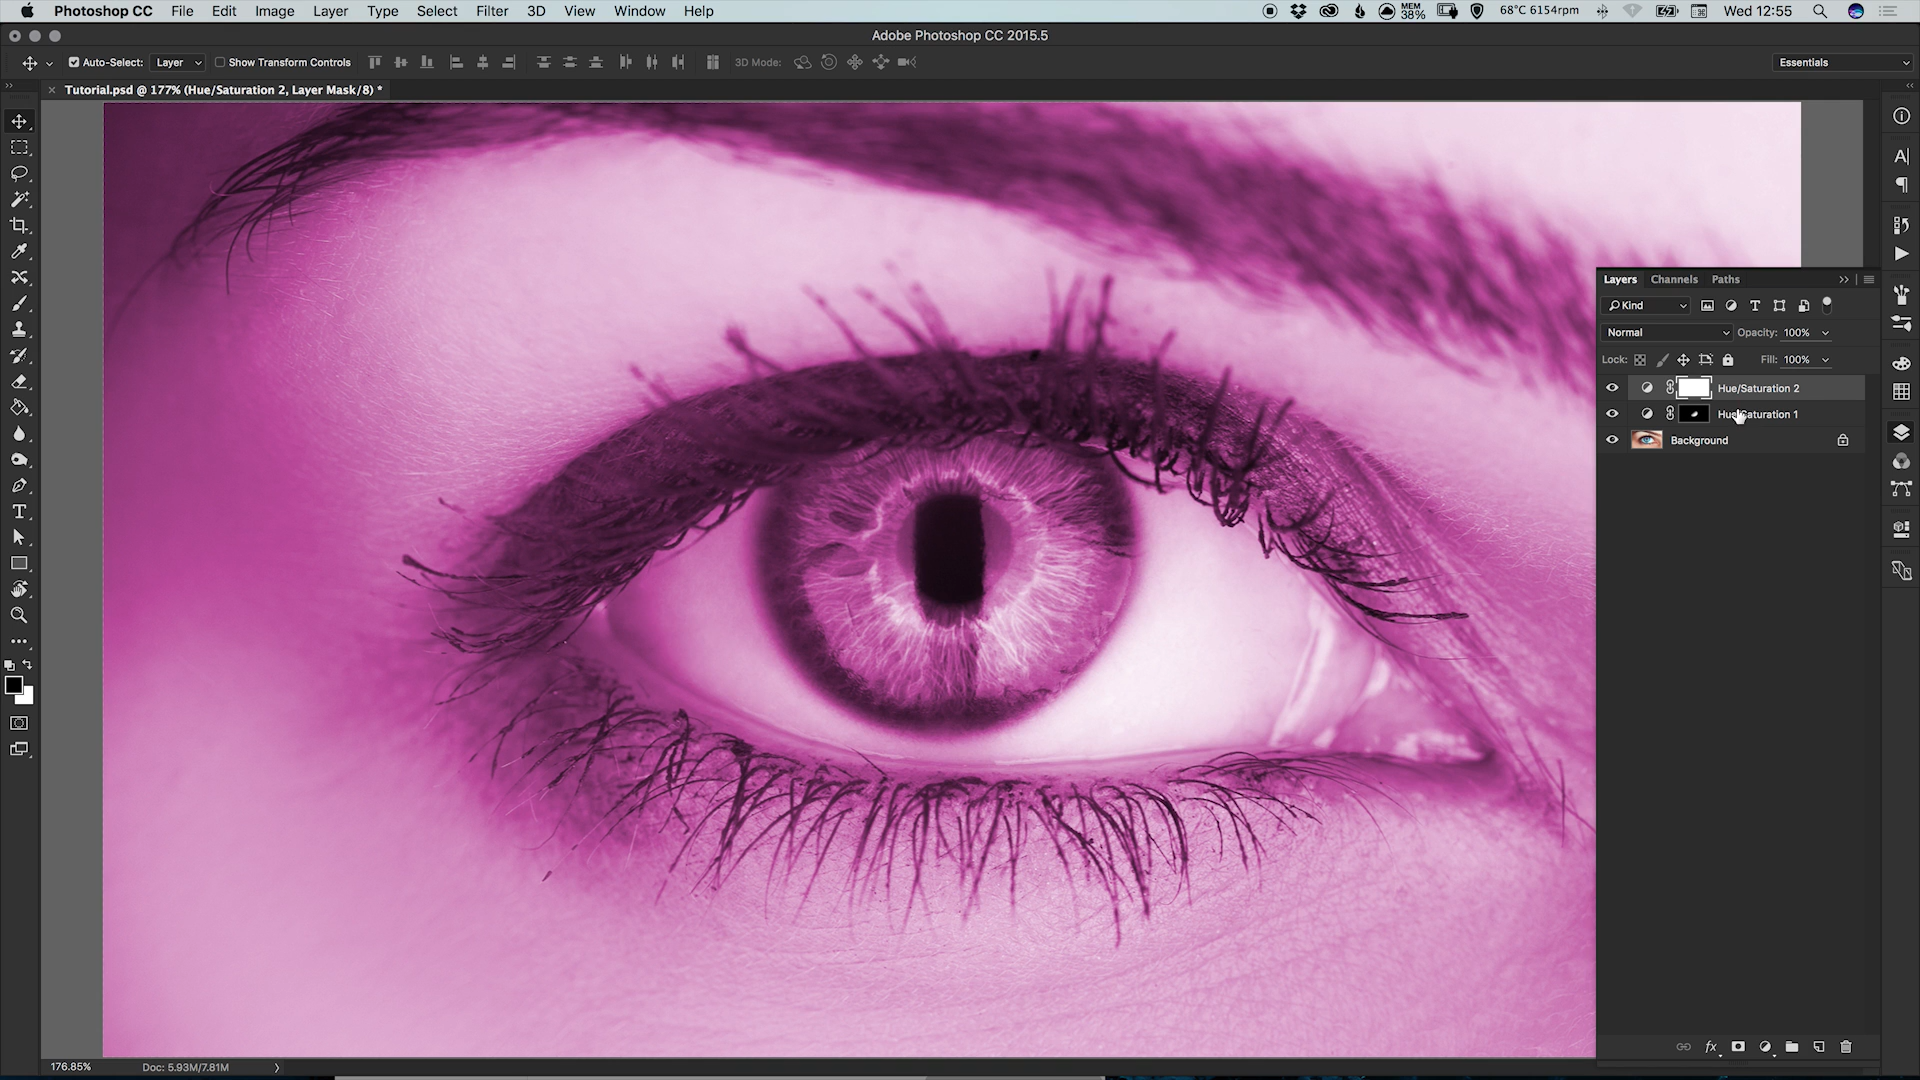 Photoshop CC File Edit Image Layer Type Select Filter 3D View Window Help MEM 38% 68°C 6154rpm Wed 12:55
Adobe Photoshop CC 2015.5
Auto-Select: Layer Show Transform Controls 3D Mode: Essentials
Tutorial.psd @ 177% (Hue/Saturation 2, Layer Mask/8) *
Layers Channels Paths
Kind
Normal Opacity: 100%
Lock: Fill: 100%
Hue/Saturation 2
Hue/Saturation 1
Background
fx
176.85% Doc: 5.93M/7.81M